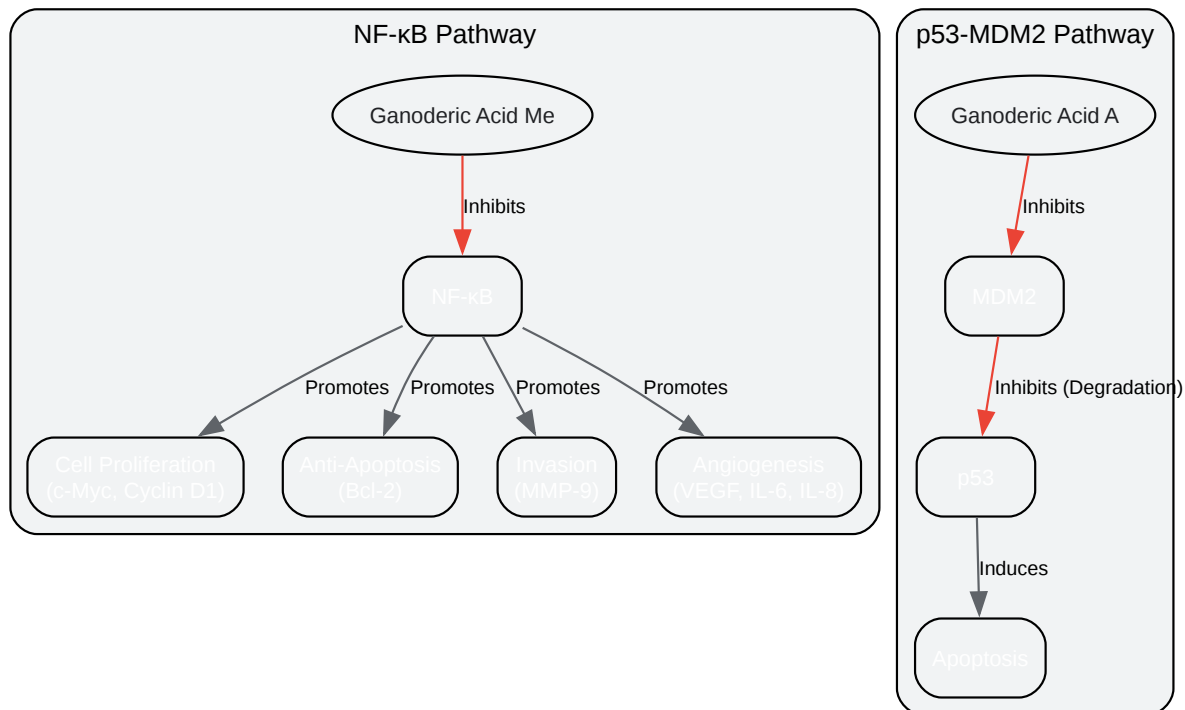 NF-κB Pathway
Ganoderic Acid Me
Inhibits
NF-κB
Promotes
Promotes
Promotes
Promotes
Cell Proliferation
(c-Myc, Cyclin D1)
Anti-Apoptosis
(Bcl-2)
Invasion
(MMP-9)
Angiogenesis
(VEGF, IL-6, IL-8)
p53-MDM2 Pathway
Ganoderic Acid A
Inhibits
MDM2
Inhibits (Degradation)
p53
Induces
Apoptosis